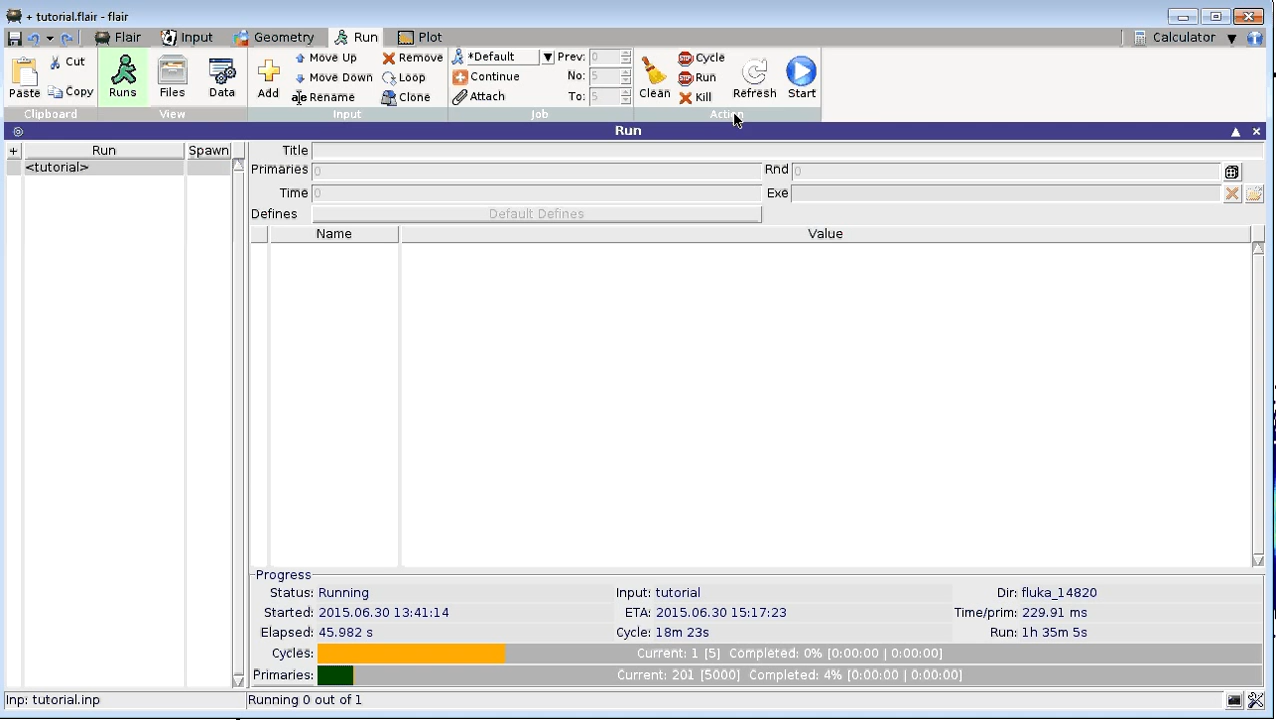 + tutorial.flair - flair
Flair Input Geometry Run Plot Calculator
Paste Cut Copy Clipboard
Runs Files Data View
Add Move Up Move Down Rename Remove Loop Clone Input
*Default Continue Attach Prev: 0 No: 5 To: 5 Job
Clean Cycle Run Kill Refresh Start Action
Run
+ Run Spawn
<tutorial>
Title
Primaries 0 Rnd 0
Time 0 Exe
Defines Default Defines
Name Value
Progress
Status: Running Input: tutorial Dir: fluka_14820
Started: 2015.06.30 13:41:14 ETA: 2015.06.30 15:17:23 Time/prim: 229.91 ms
Elapsed: 45.982 s Cycle: 18m 23s Run: 1h 35m 5s
Cycles: Current: 1 [5] Completed: 0% [0:00:00 | 0:00:00]
Primaries: Current: 201 [5000] Completed: 4% [0:00:00 | 0:00:00]
Inp: tutorial.inp Running 0 out of 1